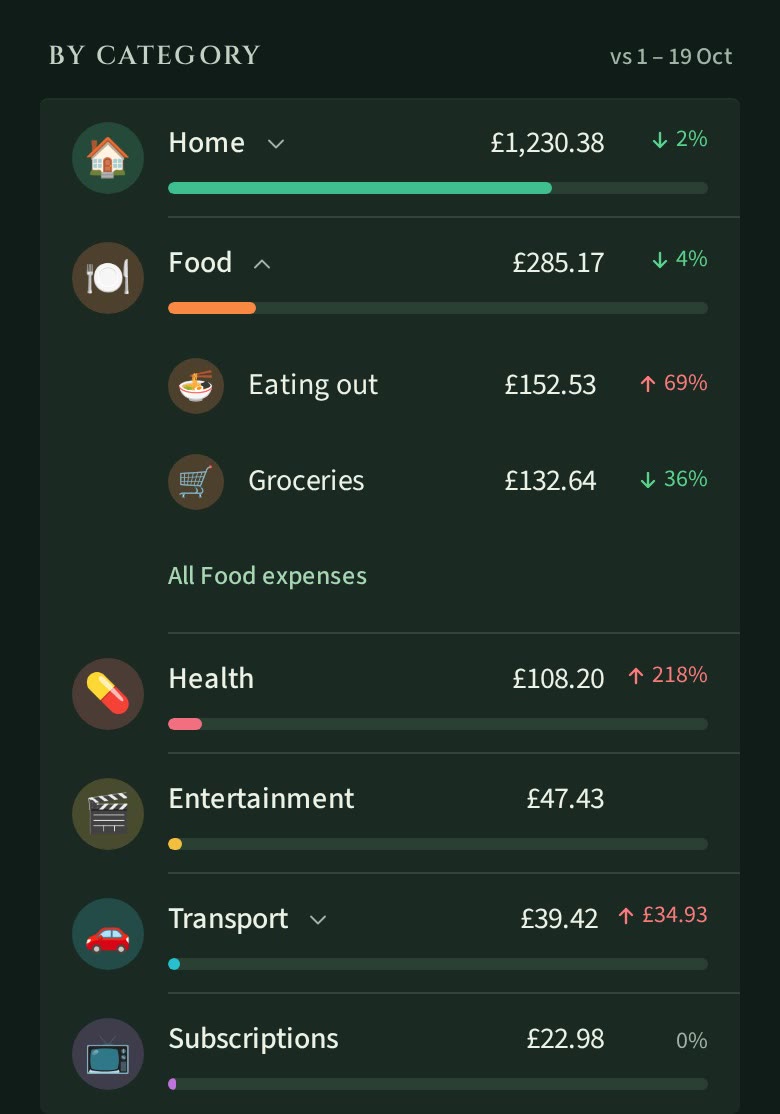 BY CATEGORY
vs 1 – 19 Oct
Home £1,230.38 ↓ 2%
Food £285.17 ↓ 4%
Eating out £152.53 ↑ 69%
Groceries £132.64 ↓ 36%
All Food expenses
Health £108.20 ↑ 218%
Entertainment £47.43
Transport £39.42 ↑ £34.93
Subscriptions £22.98 0%